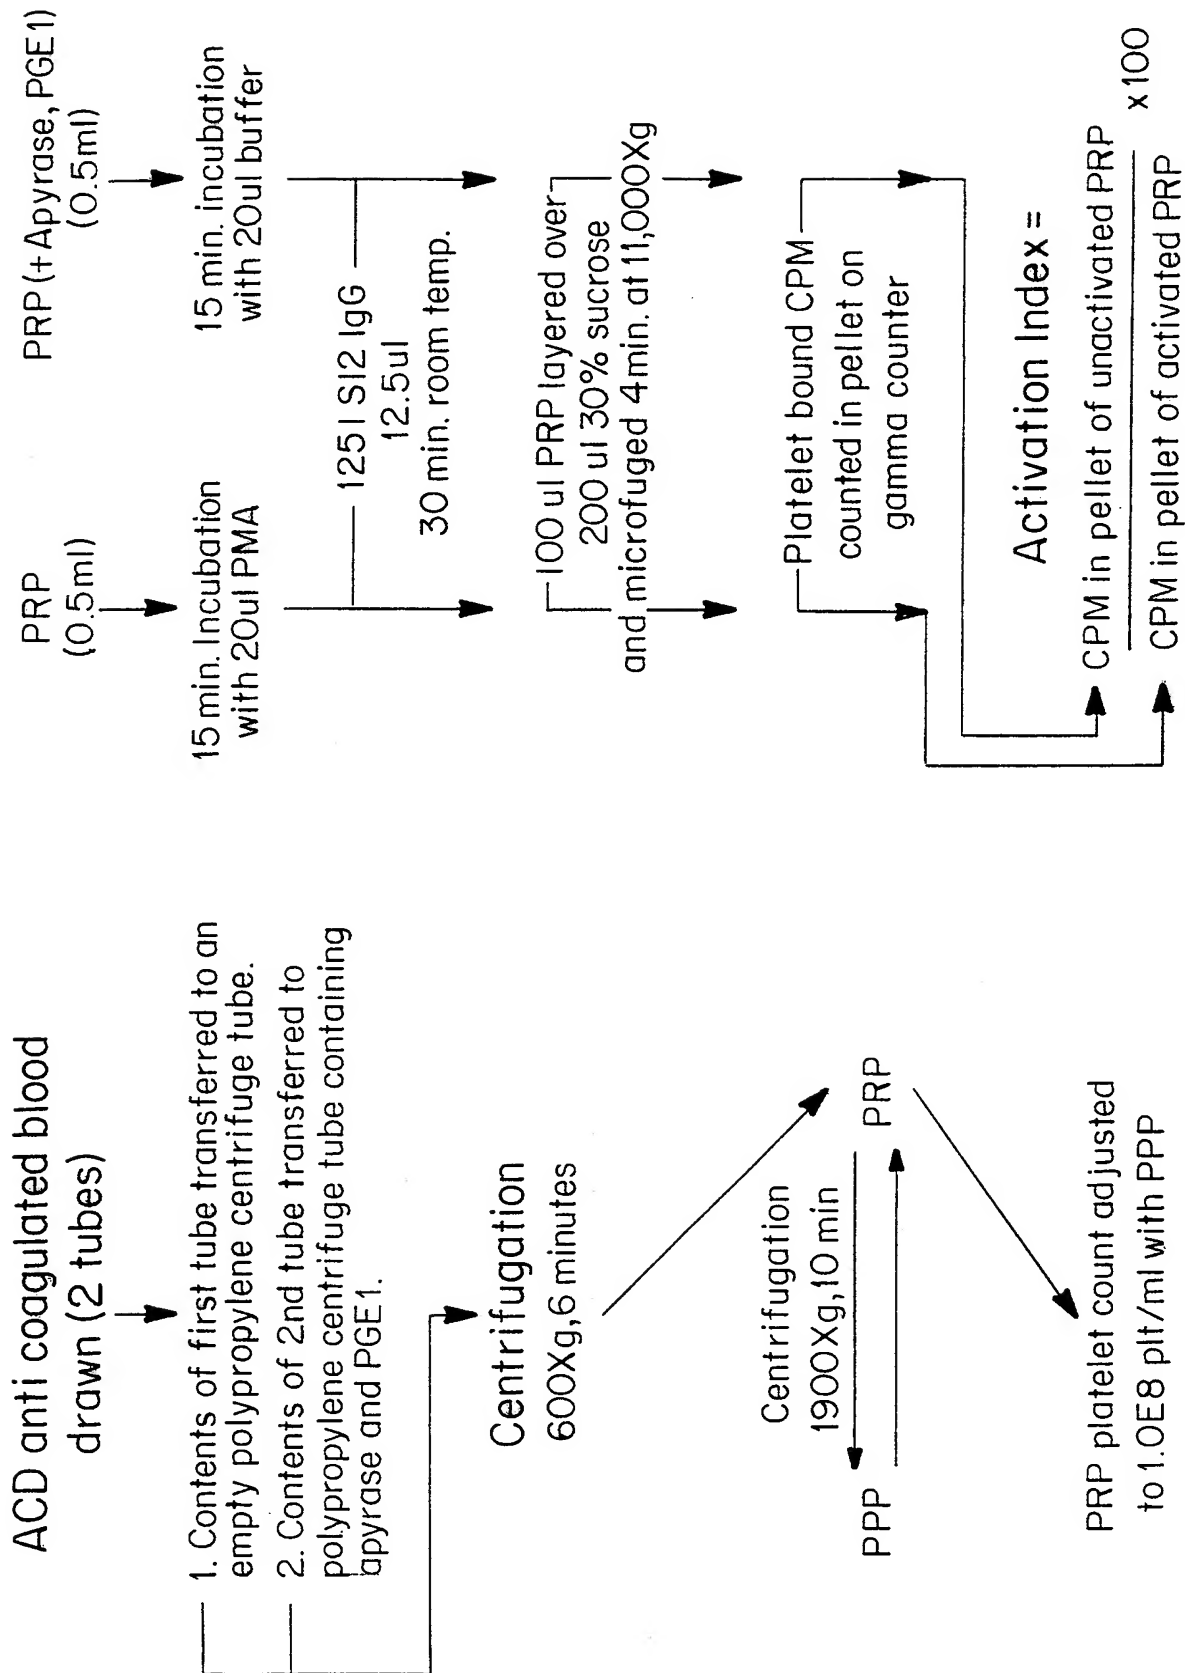 ACD anti coagulated blood
drawn (2 tubes)
1. Contents of first tube transferred to an
empty polypropylene centrifuge tube.
2. Contents of 2nd tube transferred to
polypropylene centrifuge tube containing
apyrase and PGE1.
Centrifugation
600Xg, 6 minutes
Centrifugation
1900Xg, 10 min
PPP
PRP
PRP platelet count adjusted
to 1.0E8 plt/ml with PPP
PRP
(0.5ml)
PRP (+Apyrase, PGE1)
(0.5ml)
15 min. Incubation
with 20ul PMA
15 min. incubation
with 20ul buffer
125I S12 IgG
12.5ul
30 min. room temp.
100 ul PRP layered over
200 ul 30% sucrose
and microfuged 4 min. at 11,000Xg
Platelet bound CPM
counted in pellet on
gamma counter
Activation Index =
CPM in pellet of unactivated PRP
x 100
CPM in pellet of activated PRP